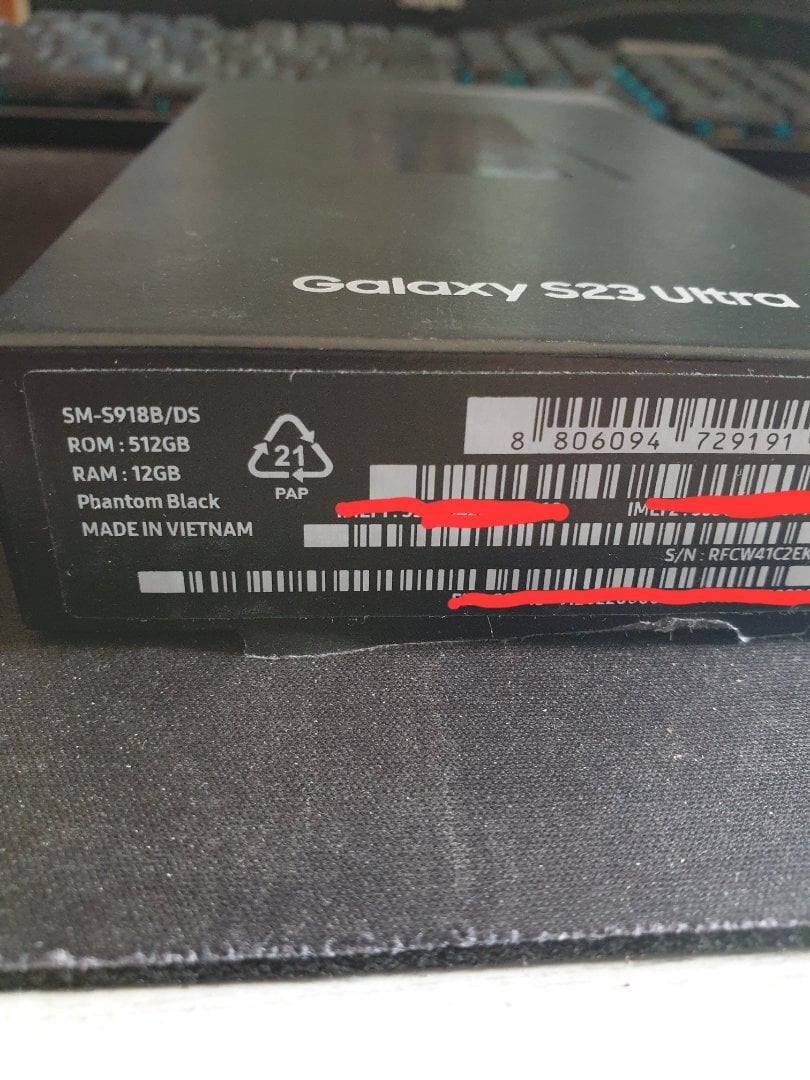 Galaxy S23 Ultra
SM-S918B/DS
ROM : 512GB
RAM : 12GB
Phantom Black
MADE IN VIETNAM
21
PAP
8 806094 729191
S/N : RFCW41C2EK